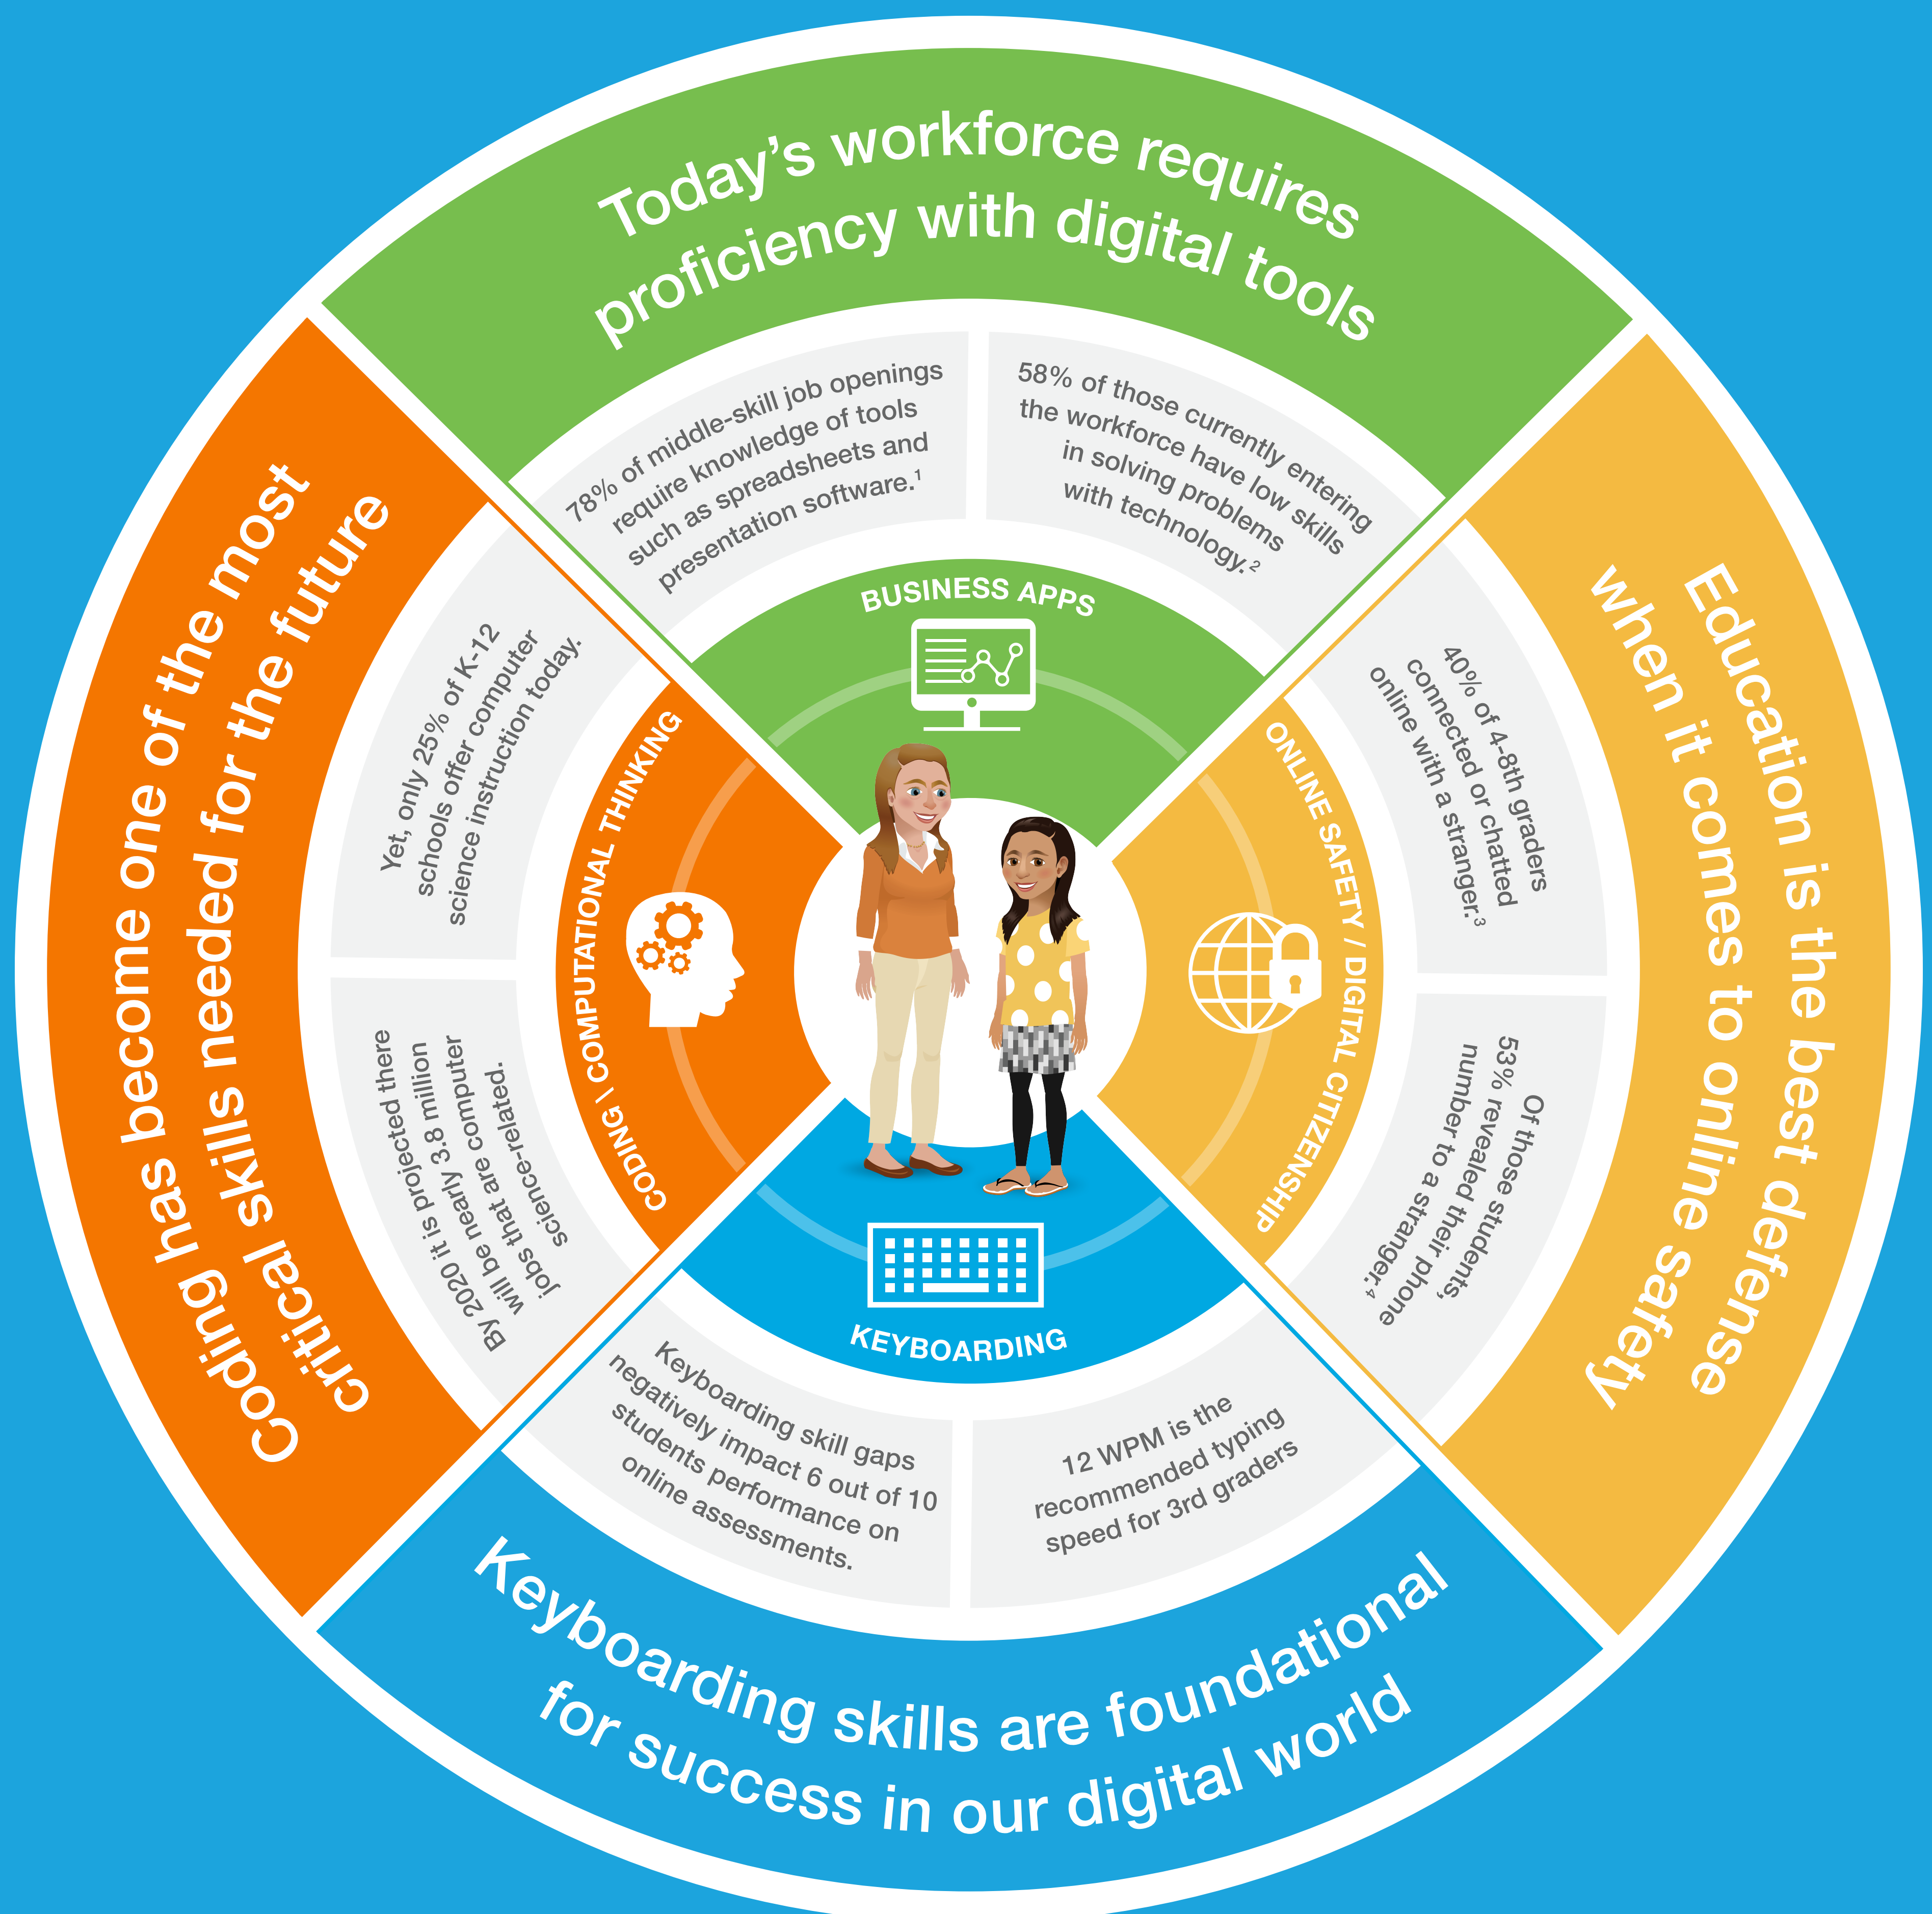 Today's workforce requires
proficiency with digital tools
78% of middle-skill job openings
require knowledge of tools
such as spreadsheets and
presentation software.1
58% of those currently entering
the workforce have low skills
in solving problems
with technology.2
BUSINESS APPS
Education is the best defense
when it comes to online safety
40% of 4-8th graders
connected or chatted
online with a stranger.3
Of those students,
53% revealed their phone
number to a stranger.4
ONLINE SAFETY / DIGITAL CITIZENSHIP
KEYBOARDING
Keyboarding skill gaps
negatively impact 6 out of 10
students performance on
online assessments.
12 WPM is the
recommended typing
speed for 3rd graders
Keyboarding skills are foundational
for success in our digital world
Coding has become one of the most
critical skills needed for the future
Yet, only 25% of K-12
schools offer computer
science instruction today.
By 2020 it is projected there
will be nearly 3.8 million
jobs that are computer
science-related.
CODING \ COMPUTATIONAL THINKING